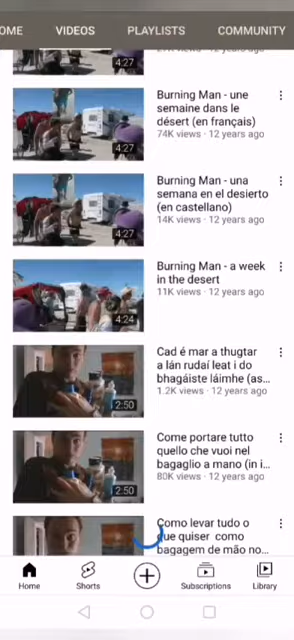 OME VIDEOS PLAYLISTS COMMUNITY
4:27
Burning Man - une
semaine dans le
désert (en français)
74K views · 12 years ago
4:27
Burning Man - una
semana en el desierto
(en castellano)
14K views · 12 years ago
4:27
Burning Man - a week
in the desert
11K views · 12 years ago
4:24
Cad é mar a thugtar
a lán rudaí leat i do
bhagáiste láimhe (as...
1.2K views · 12 years ago
2:50
Come portare tutto
quello che vuoi nel
bagaglio a mano (in i...
80K views · 12 years ago
2:50
Como levar tudo o
que quiser como
bagagem de mão no...
Home Shorts Subscriptions Library